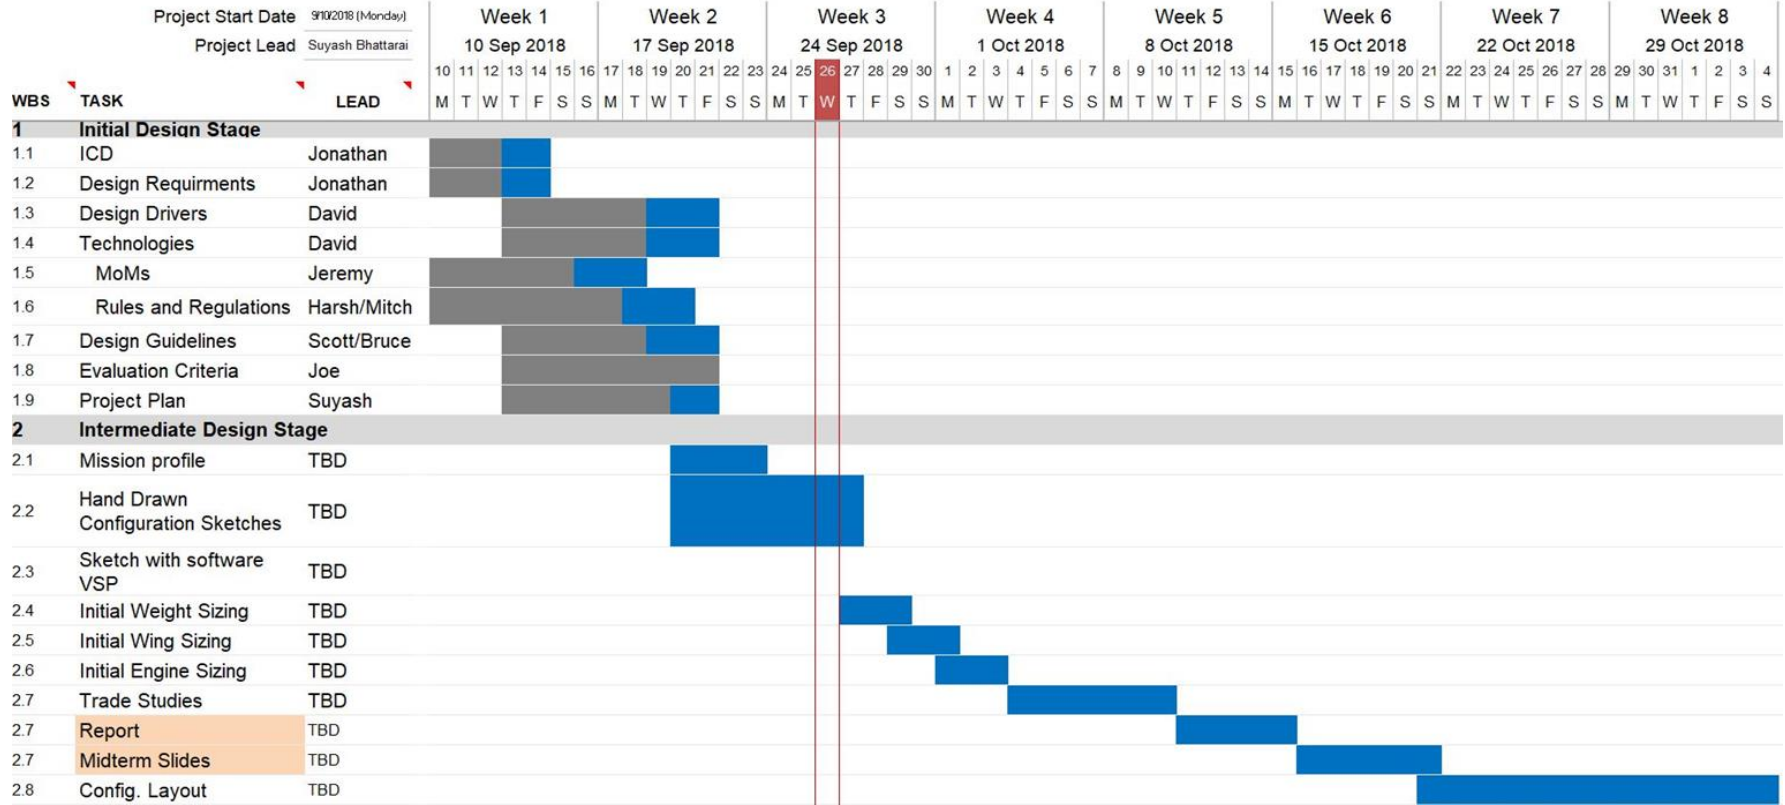 Project Start Date 9/10/2018 (Monday) Week 1 Week 2 Week 3 Week 4 Week 5 Week 6 Week 7 Week 8
Project Lead Suyash Bhattarai 10 Sep 2018 17 Sep 2018 24 Sep 2018 1 Oct 2018 8 Oct 2018 15 Oct 2018 22 Oct 2018 29 Oct 2018
10 11 12 13 14 15 16 17 18 19 20 21 22 23 24 25 26 27 28 29 30 1 2 3 4 5 6 7 8 9 10 11 12 13 14 15 16 17 18 19 20 21 22 23 24 25 26 27 28 29 30 31 1 2 3 4
WBS TASK LEAD M T W T F S S M T W T F S S M T W T F S S M T W T F S S M T W T F S S M T W T F S S M T W T F S S M T W T F S S
1 Initial Design Stage
1.1 ICD Jonathan
1.2 Design Requirments Jonathan
1.3 Design Drivers David
1.4 Technologies David
1.5 MoMs Jeremy
1.6 Rules and Regulations Harsh/Mitch
1.7 Design Guidelines Scott/Bruce
1.8 Evaluation Criteria Joe
1.9 Project Plan Suyash
2 Intermediate Design Stage
2.1 Mission profile TBD
2.2 Hand Drawn
Configuration Sketches TBD
2.3 Sketch with software
VSP TBD
2.4 Initial Weight Sizing TBD
2.5 Initial Wing Sizing TBD
2.6 Initial Engine Sizing TBD
2.7 Trade Studies TBD
2.7 Report TBD
2.7 Midterm Slides TBD
2.8 Config. Layout TBD